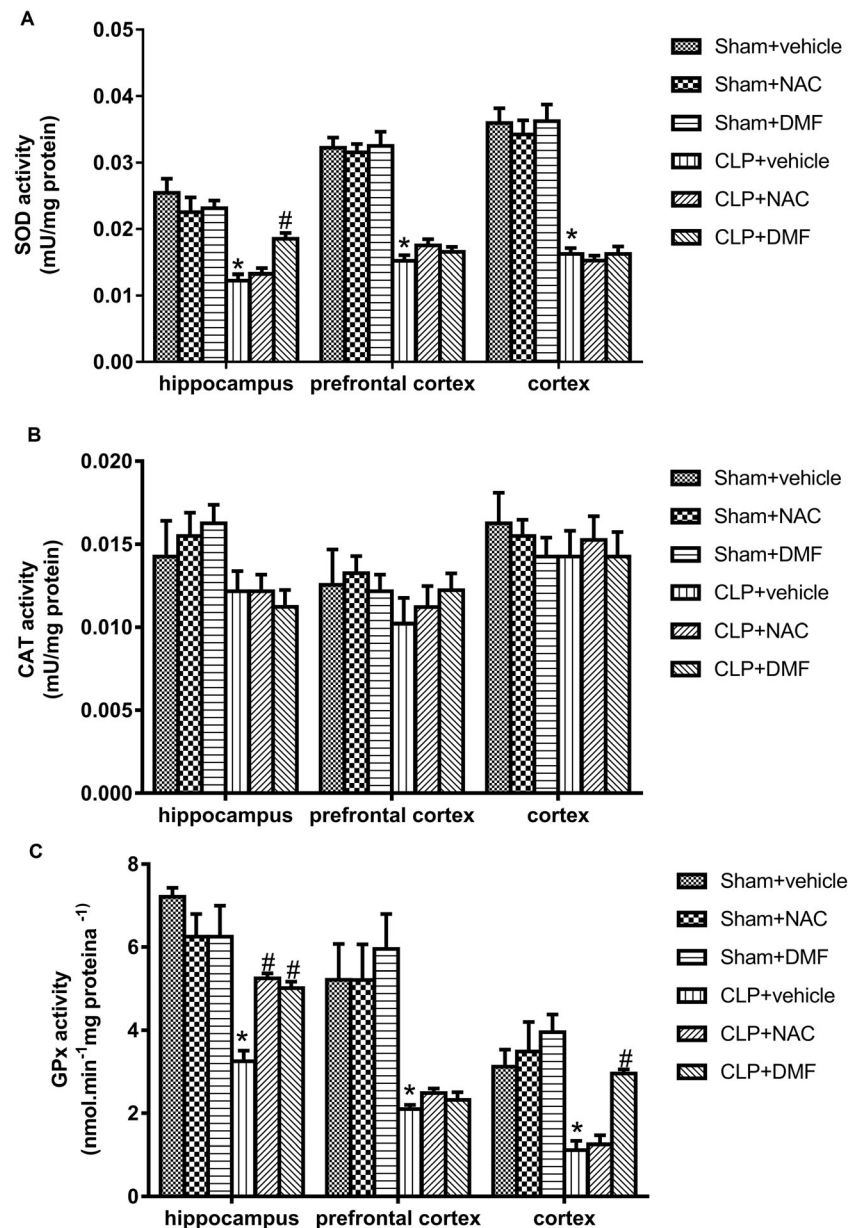 A
SOD activity
(mU/mg protein)
0.05
0.04
0.03
0.02
0.01
0.00
* #
*
*
hippocampus prefrontal cortex cortex
Sham+vehicle
Sham+NAC
Sham+DMF
CLP+vehicle
CLP+NAC
CLP+DMF
B
CAT activity
(mU/mg protein)
0.020
0.015
0.010
0.005
0.000
hippocampus prefrontal cortex cortex
Sham+vehicle
Sham+NAC
Sham+DMF
CLP+vehicle
CLP+NAC
CLP+DMF
C
GPx activity
(nmol.min⁻¹mg proteina ⁻¹)
8
6
4
2
0
* # #
*
* #
hippocampus prefrontal cortex cortex
Sham+vehicle
Sham+NAC
Sham+DMF
CLP+vehicle
CLP+NAC
CLP+DMF